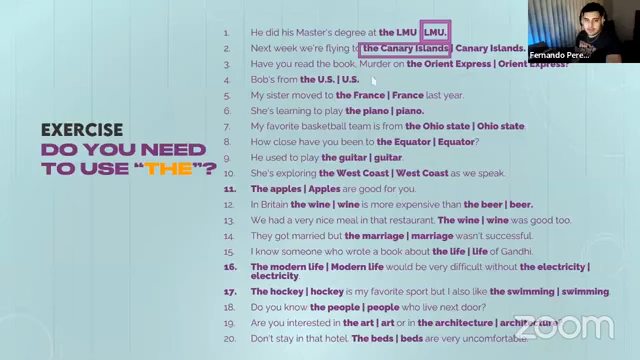 EXERCISE
DO YOU NEED
TO USE “THE”?
1. He did his Master's degree at the LMU LMU.
2. Next week we're flying to the Canary Islands | Canary Islands.
3. Have you read the book, Murder on the Orient Express | Orient Express?
4. Bob's from the U.S. | U.S.
5. My sister moved to the France | France last year.
6. She's learning to play the piano | piano.
7. My favorite basketball team is from the Ohio state | Ohio state.
8. How close have you been to the Equator | Equator?
9. He used to play the guitar | guitar.
10. She's exploring the West Coast | West Coast as we speak.
11. The apples | Apples are good for you.
12. In Britain the wine | wine is more expensive than the beer | beer.
13. We had a very nice meal in that restaurant. The wine | wine was good too.
14. They got married but the marriage | marriage wasn't successful.
15. I know someone who wrote a book about the life | life of Gandhi.
16. The modern life | Modern life would be very difficult without the electricity |
electricity.
17. The hockey | hockey is my favorite sport but I also like the swimming | swimming.
18. Do you know the people | people who live next door?
19. Are you interested in the art | art or in the architecture | architecture?
20. Don't stay in that hotel. The beds | beds are very uncomfortable.
Fernando Pere...
zoom